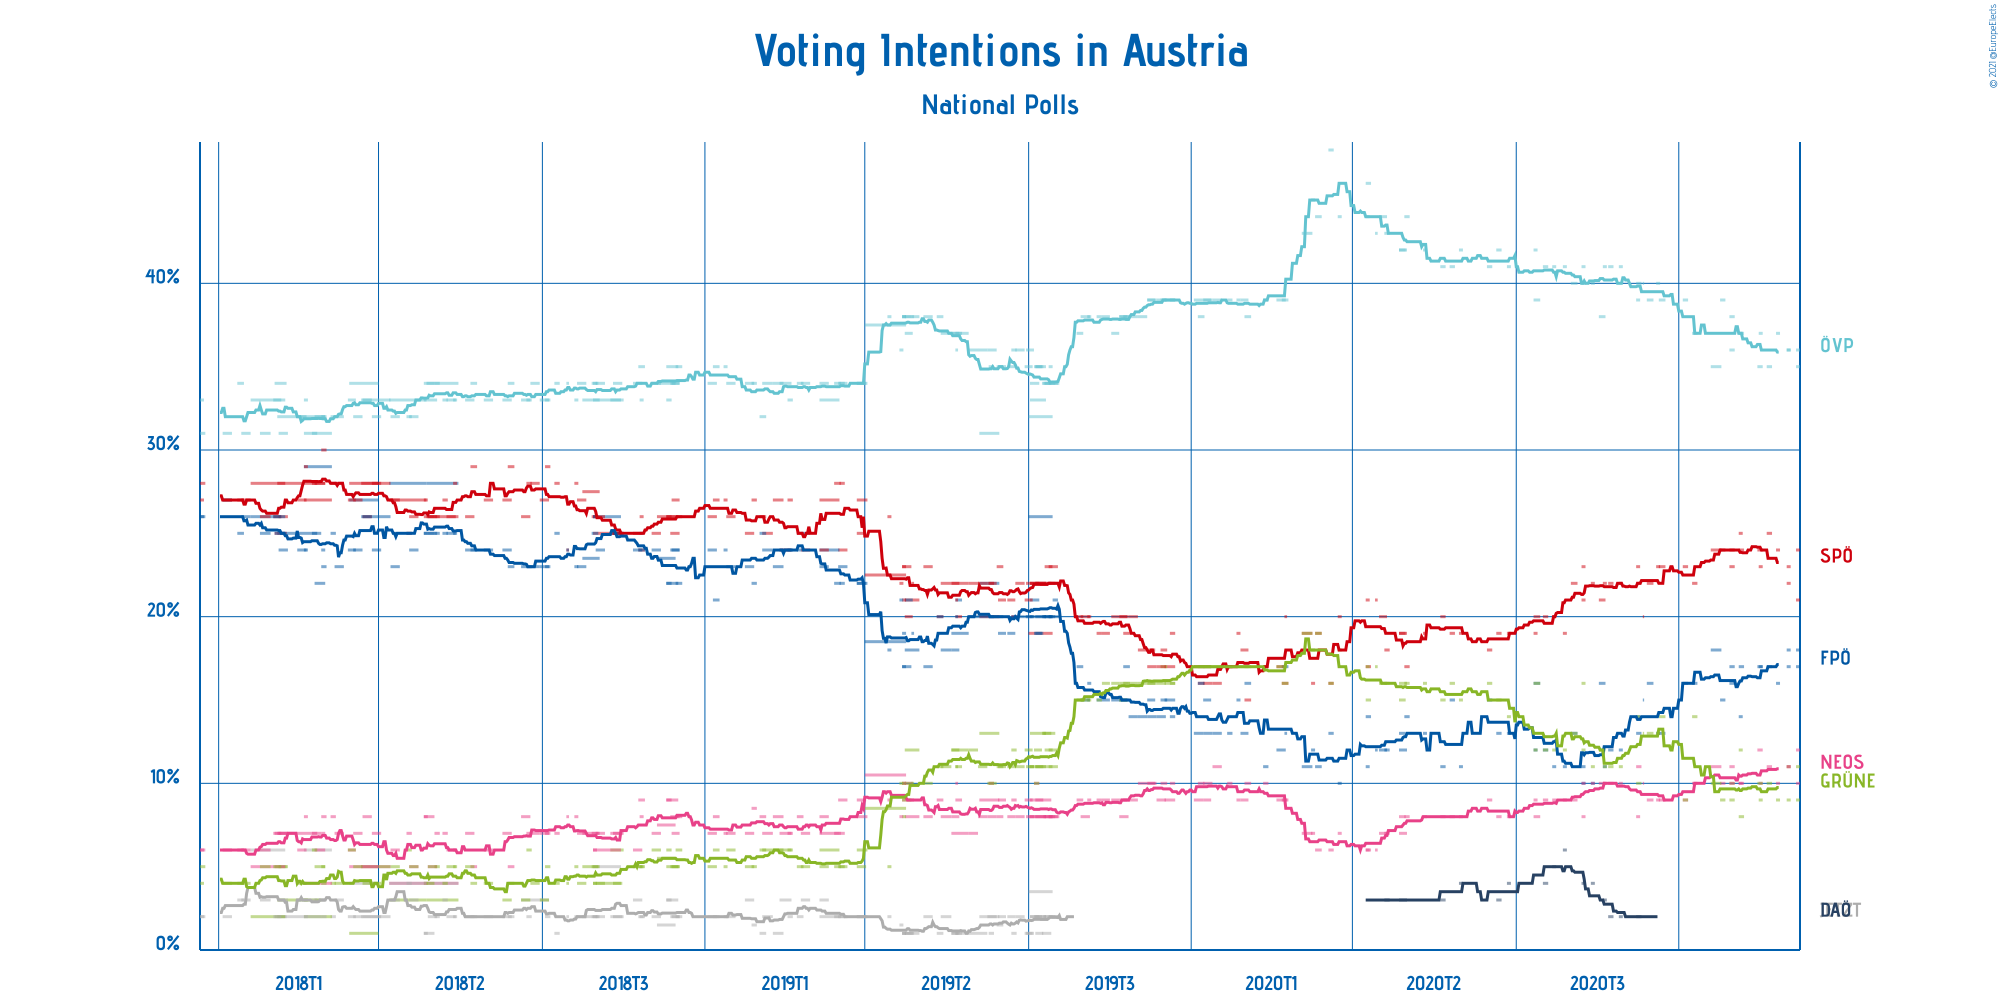 Voting Intentions in Austria
National Polls
© 2021 @EuropeElects
40%
30%
20%
10%
0%
ÖVP
SPÖ
FPÖ
NEOS
GRÜNE
DAÖ
2018T1
2018T2
2018T3
2019T1
2019T2
2019T3
2020T1
2020T2
2020T3